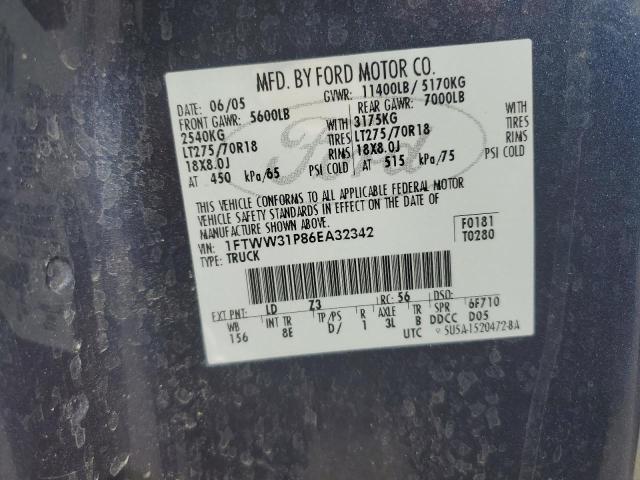 MFD. BY FORD MOTOR CO.
06/05 GVWR: 11400LB/ 5170KG
FRONT GAWR: 5600LB REAR GAWR: 7000LB
2540KG WITH 3175KG WITH
LT275/70R18 TIRES LT275/70R18 TIRES
18X8.0J RIMS 18X8.0J RIMS
AT 450 kPa/65 PSI COLD AT 515 kPa/75 PSI COLD
Ford
THIS VEHICLE CONFORMS TO ALL APPLICABLE FEDERAL MOTOR
VEHICLE SAFETY STANDARDS IN EFFECT ON THE DATE OF
MANUFACTURE SHOWN ABOVE.
VIN: 1FTWW31P86EA32342 F0181
TYPE: TRUCK T0280
EXT PNT: LD Z3 RC: 56 DSO:
WB INT TR TP/PS R AXLE TR SPR 6F710
156 8E D/ 1 3L B DDCC D05
UTC 5U5A-1520472-BA